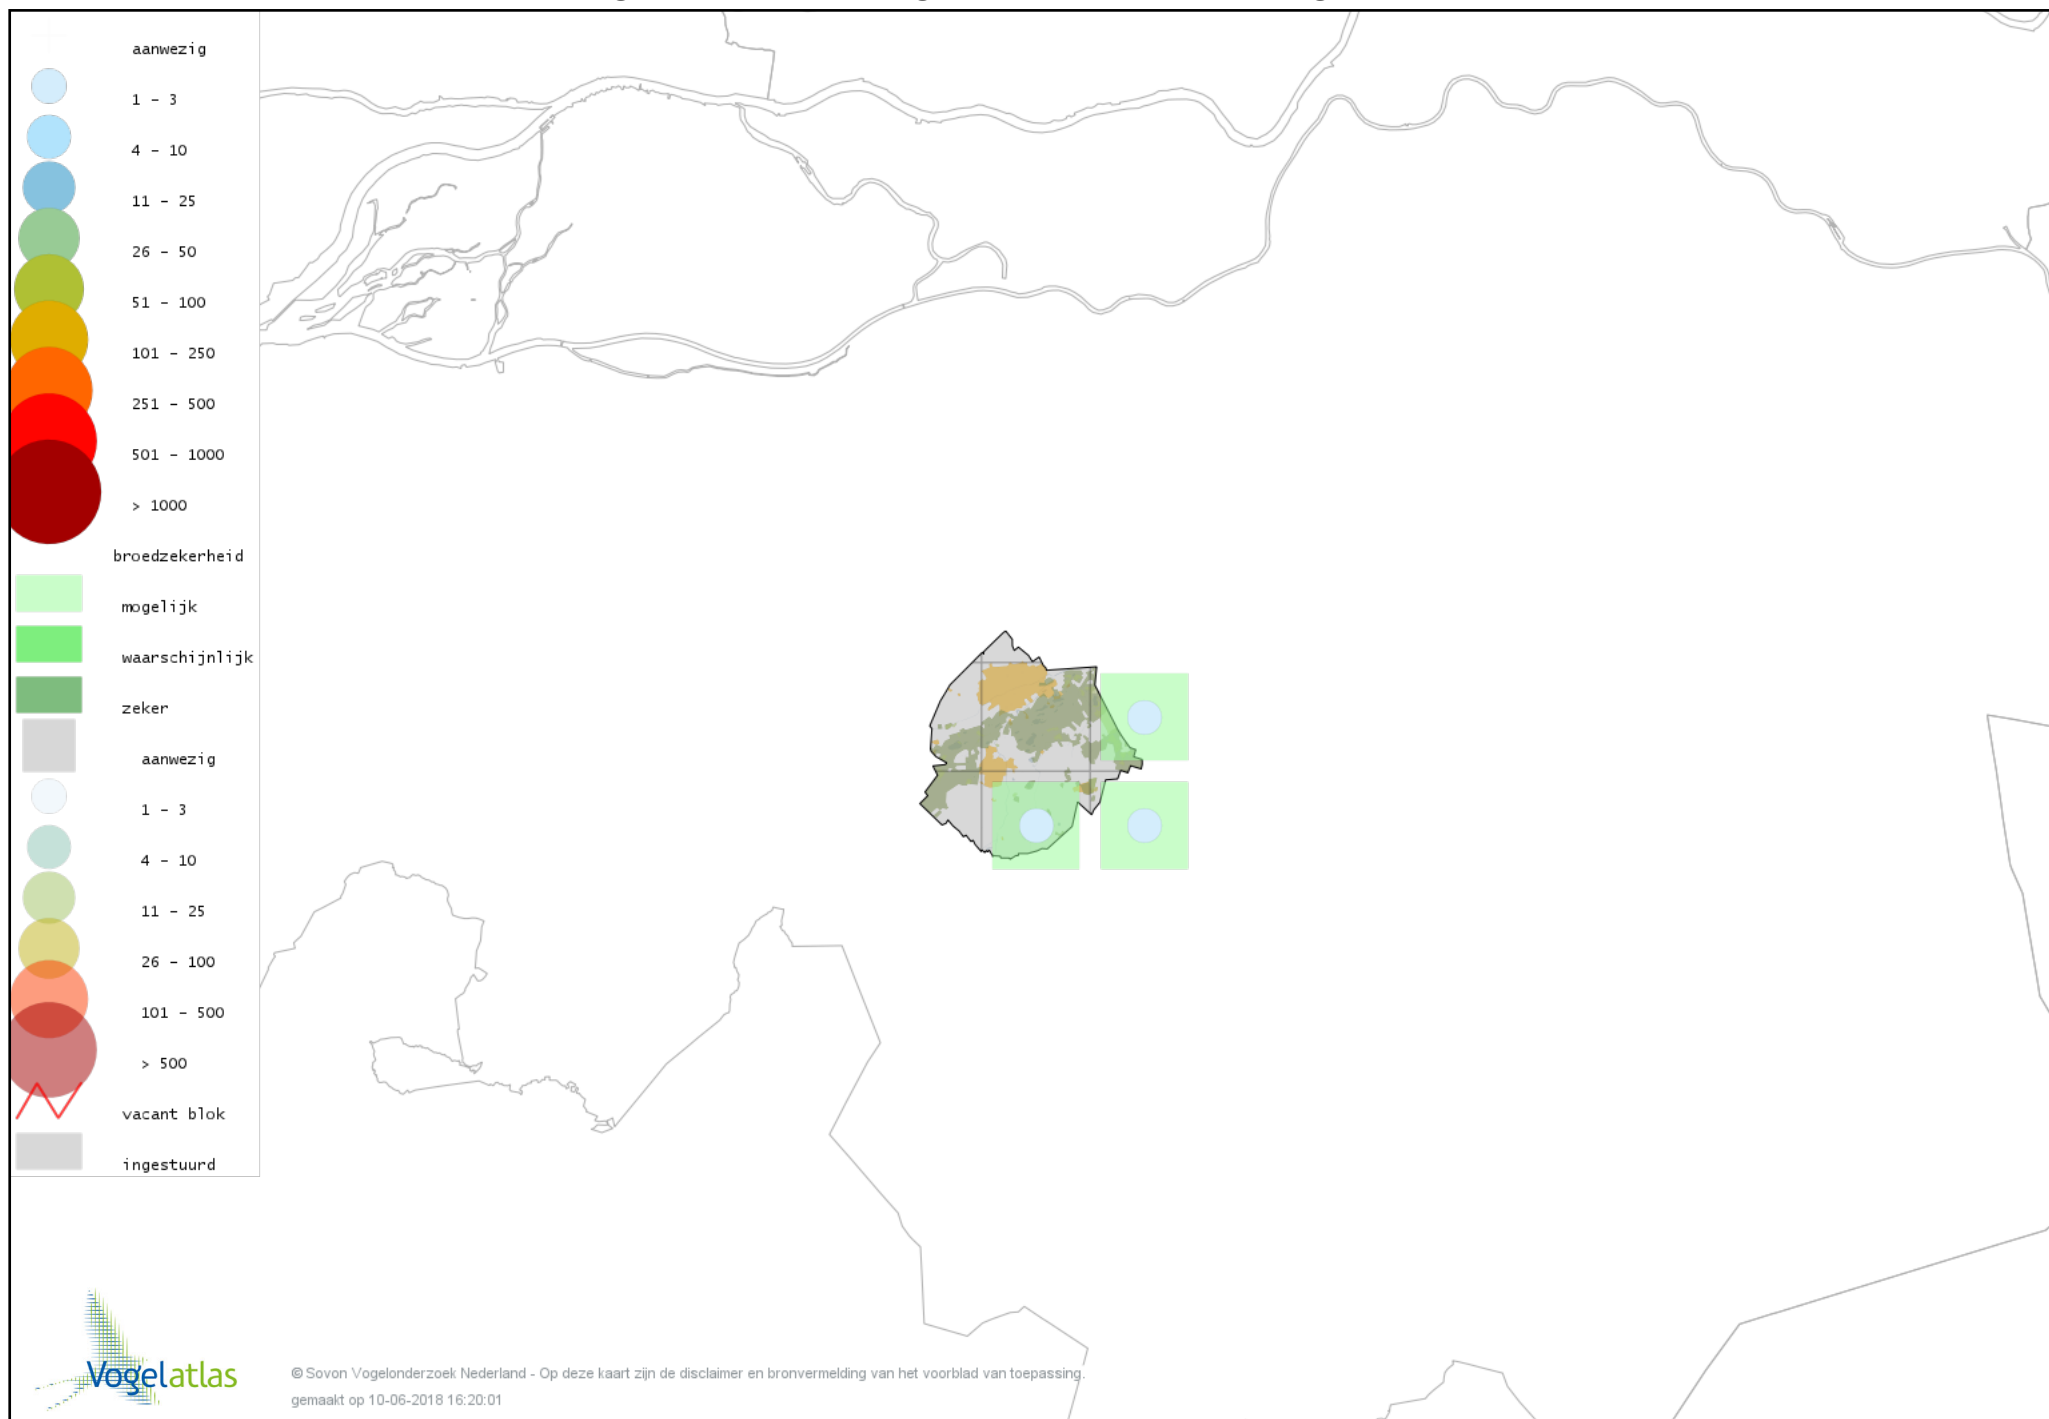 aanwezig
1 - 3
4 - 10
11 - 25
26 - 50
51 - 100
101 - 250
251 - 500
501 - 1000
> 1000
broedzekerheid
mogelijk
waarschijnlijk
zeker
aanwezig
1 - 3
4 - 10
11 - 25
26 - 100
101 - 500
> 500
vacant blok
ingestuurd
Vogelatlas
© Sovon Vogelonderzoek Nederland - Op deze kaart zijn de disclaimer en bronvermelding van het voorblad van toepassing.
gemaakt op 10-06-2018 16:20:01